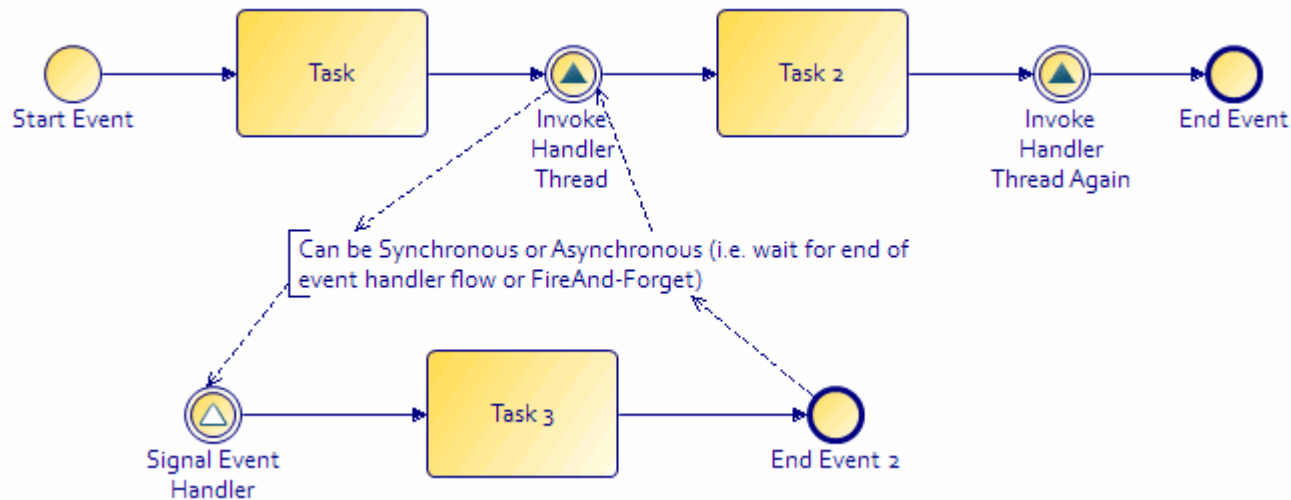 Task
Task 2
Start Event
Invoke
Handler
Thread
Invoke
Handler
Thread Again
End Event
Can be Synchronous or Asynchronous (i.e. wait for end of
event handler flow or FireAnd-Forget)
Task 3
Signal Event
Handler
End Event 2